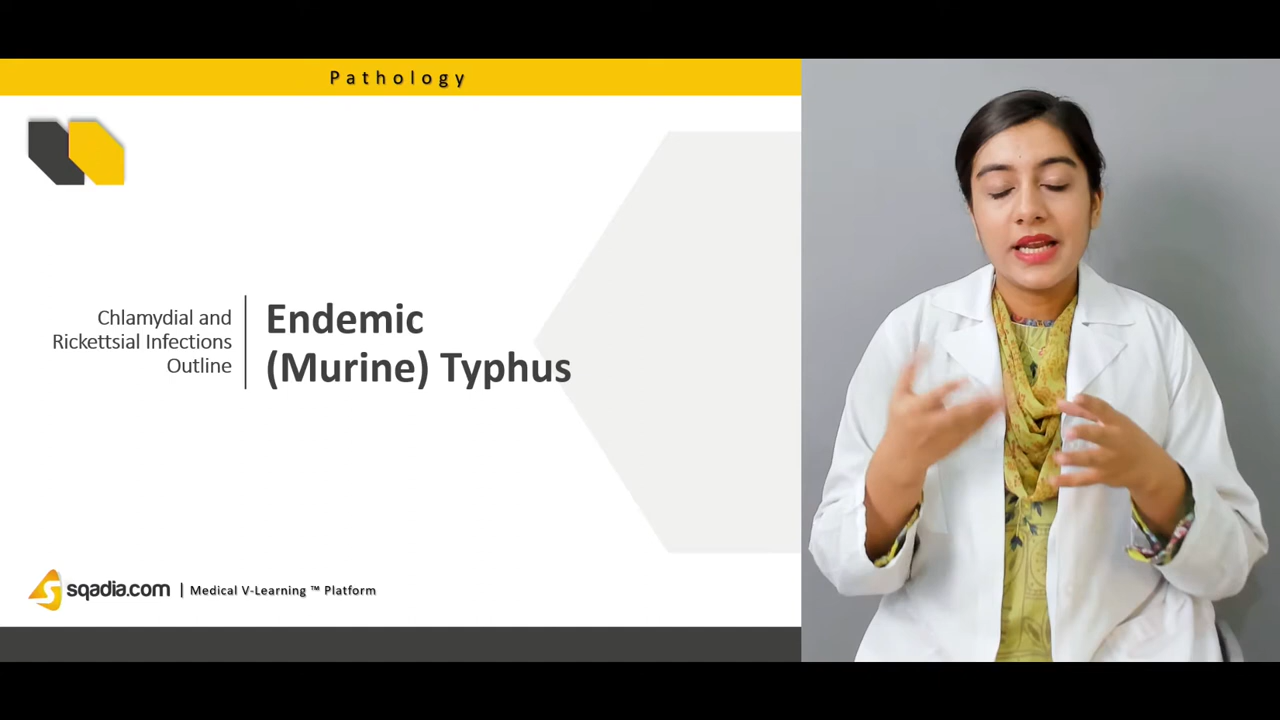 Pathology
Chlamydial and
Rickettsial Infections
Outline
Endemic
(Murine) Typhus
sqadia.com | Medical V-Learning ™ Platform